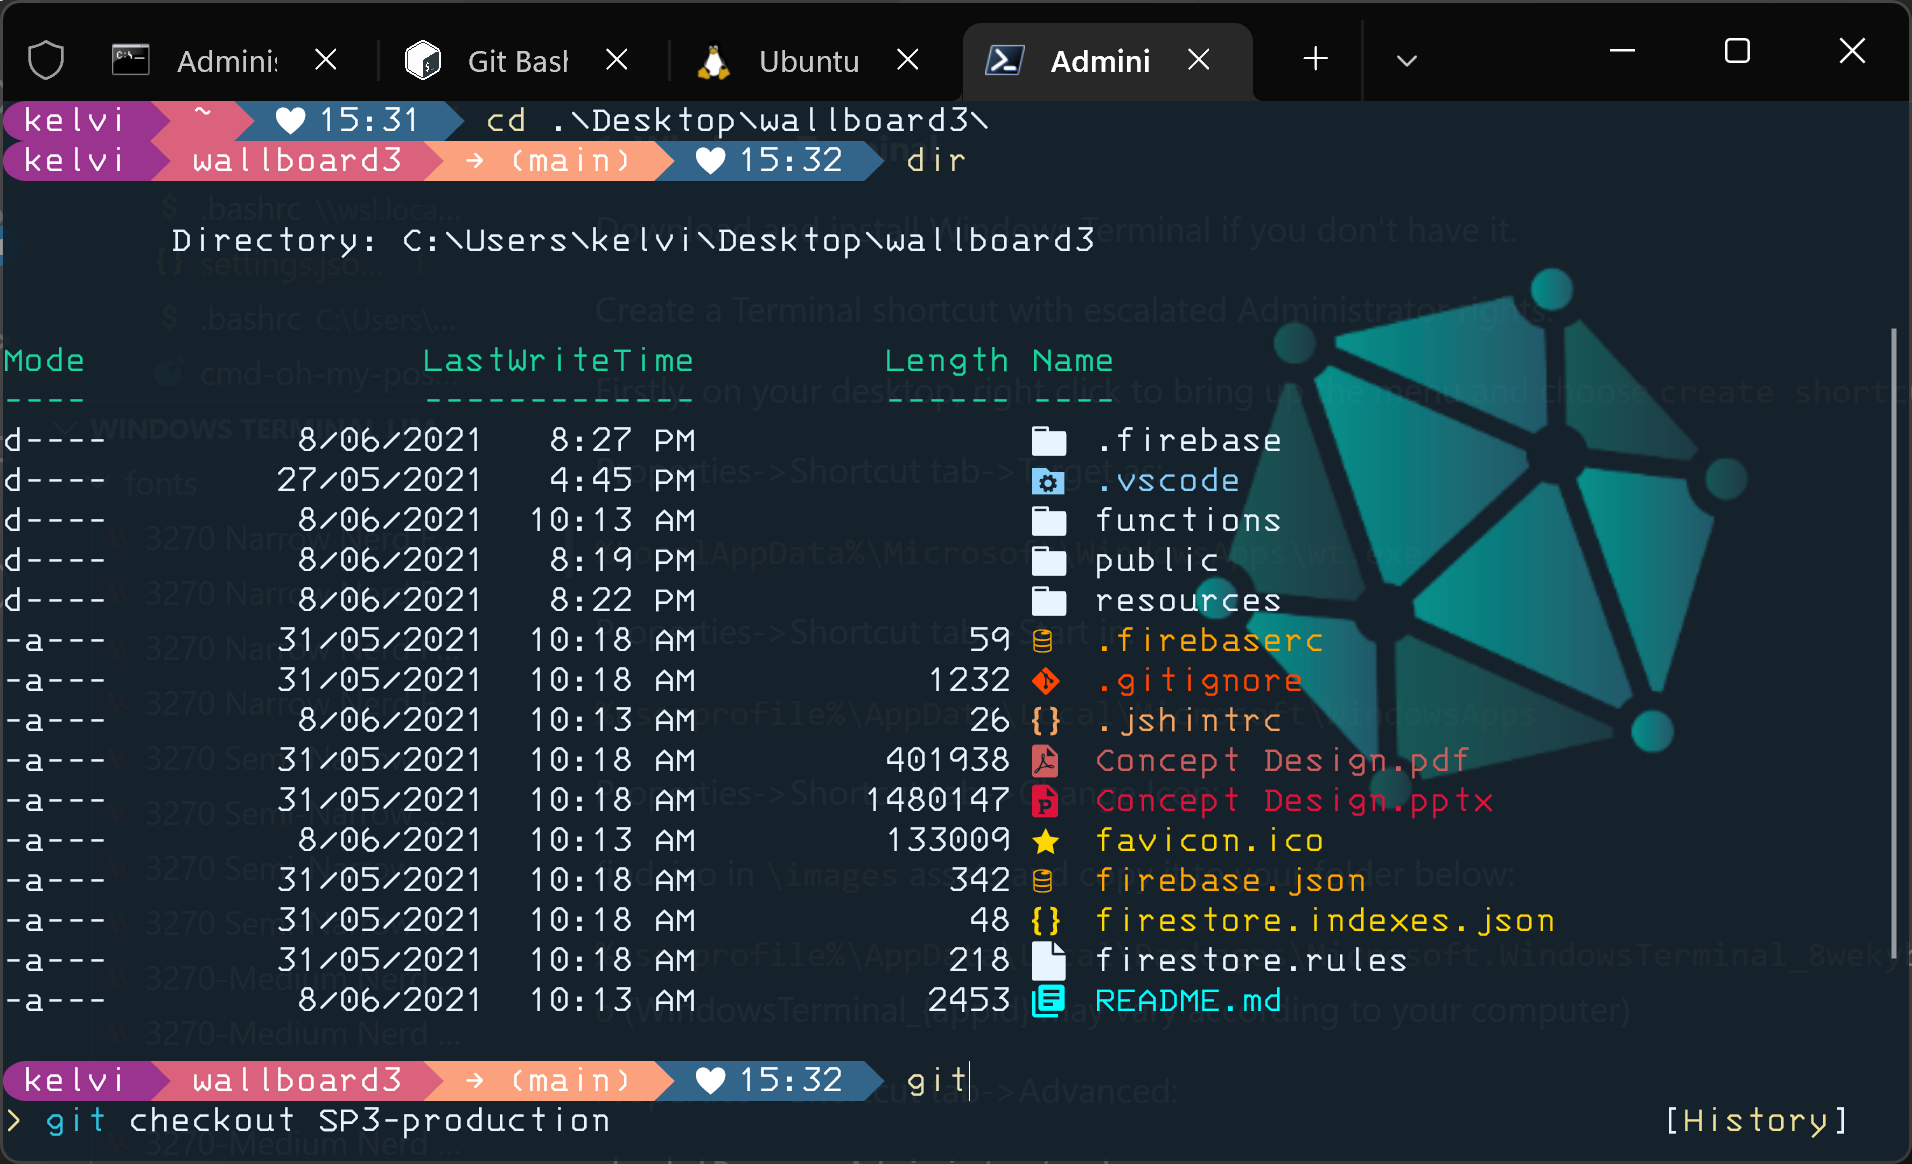 Adminis Git Bash Ubuntu Admini
kelvi ~ 15:31 cd .\Desktop\wallboard3\
kelvi wallboard3 → (main) 15:32 dir
Directory: C:\Users\kelvi\Desktop\wallboard3
Mode LastWriteTime Length Name
---- ------------- ------ ----
d---- 8/06/2021 8:27 PM .firebase
d---- 27/05/2021 4:45 PM .vscode
d---- 8/06/2021 10:13 AM functions
d---- 8/06/2021 8:19 PM public
d---- 8/06/2021 8:22 PM resources
-a--- 31/05/2021 10:18 AM 59 .firebaserc
-a--- 31/05/2021 10:18 AM 1232 .gitignore
-a--- 8/06/2021 10:13 AM 26 .jshintrc
-a--- 31/05/2021 10:18 AM 401938 Concept Design.pdf
-a--- 31/05/2021 10:18 AM 1480147 Concept Design.pptx
-a--- 8/06/2021 10:13 AM 133009 favicon.ico
-a--- 31/05/2021 10:18 AM 342 firebase.json
-a--- 31/05/2021 10:18 AM 48 firestore.indexes.json
-a--- 31/05/2021 10:18 AM 218 firestore.rules
-a--- 8/06/2021 10:13 AM 2453 README.md
kelvi wallboard3 → (main) 15:32 git
> git checkout SP3-production [History]